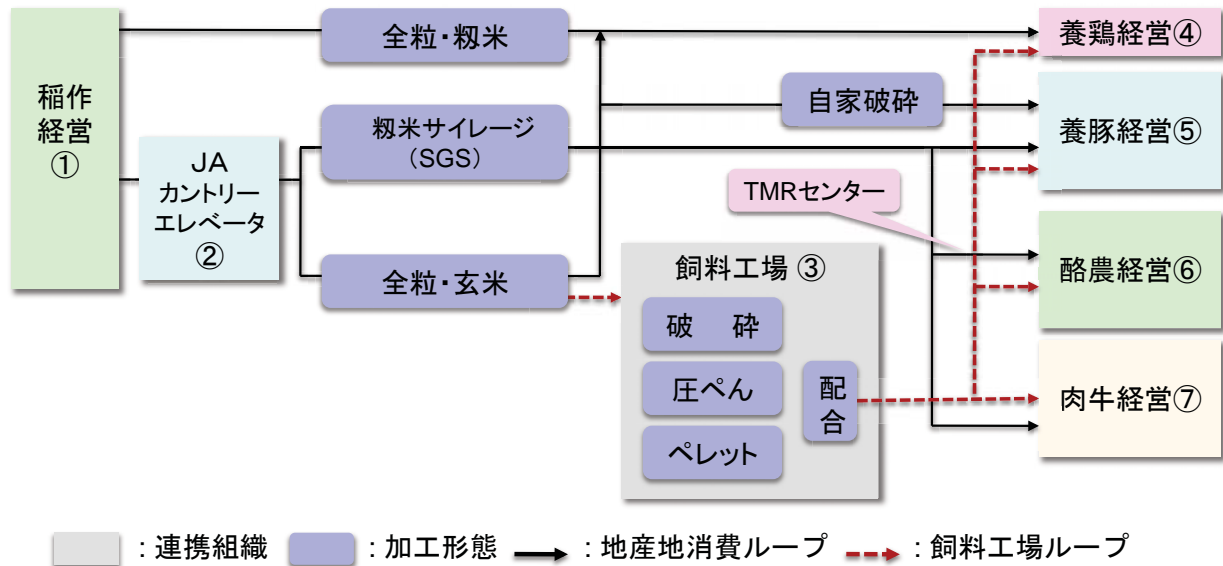 稲作
経営
①
JA
カントリー
エレベータ
②
全粒・籾米
籾米サイレージ
（SGS）
全粒・玄米
自家破砕
TMRセンター
飼料工場 ③
破　砕
圧ぺん
ペレット
配
合
養鶏経営④
養豚経営⑤
酪農経営⑥
肉牛経営⑦
：連携組織
：加工形態
：地産地消費ループ
：飼料工場ループ